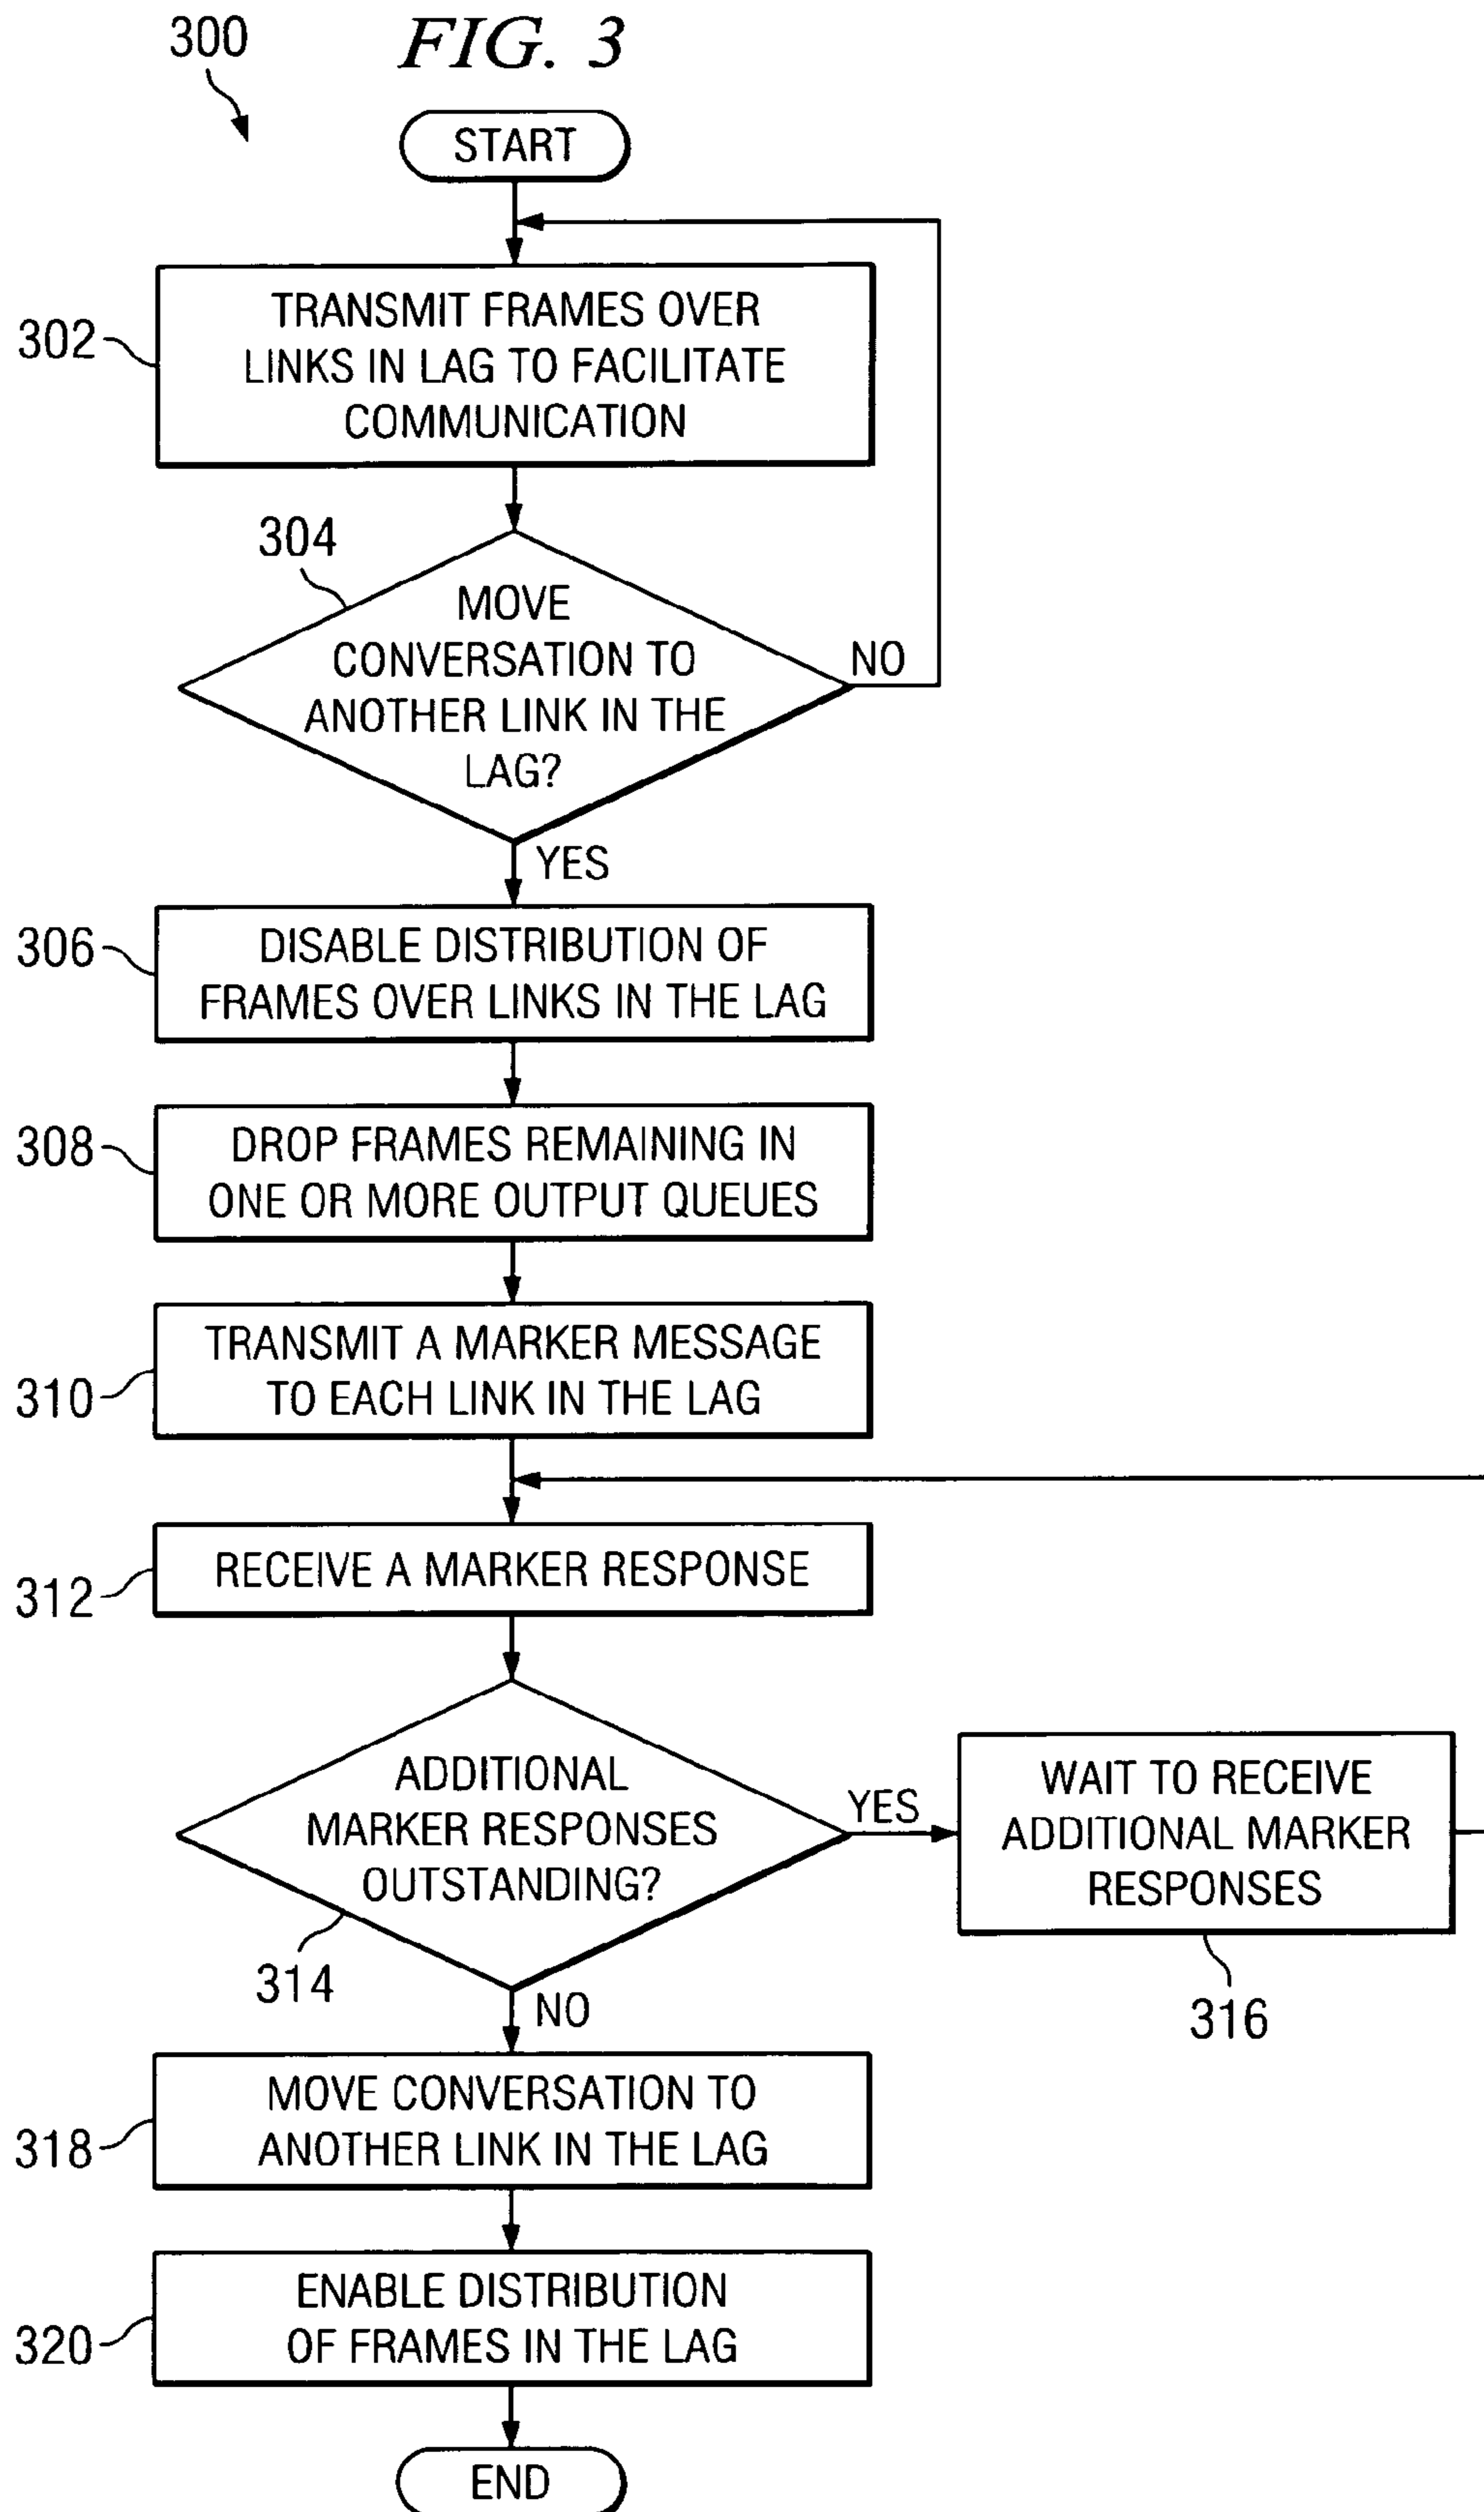 300
FIG. 3
START
302
TRANSMIT FRAMES OVER
LINKS IN LAG TO FACILITATE
COMMUNICATION
304
MOVE
CONVERSATION TO
ANOTHER LINK IN THE
LAG?
NO
YES
306
DISABLE DISTRIBUTION OF
FRAMES OVER LINKS IN THE LAG
308
DROP FRAMES REMAINING IN
ONE OR MORE OUTPUT QUEUES
310
TRANSMIT A MARKER MESSAGE
TO EACH LINK IN THE LAG
312
RECEIVE A MARKER RESPONSE
ADDITIONAL
MARKER RESPONSES
OUTSTANDING?
314
YES
WAIT TO RECEIVE
ADDITIONAL MARKER
RESPONSES
316
NO
318
MOVE CONVERSATION TO
ANOTHER LINK IN THE LAG
320
ENABLE DISTRIBUTION
OF FRAMES IN THE LAG
END